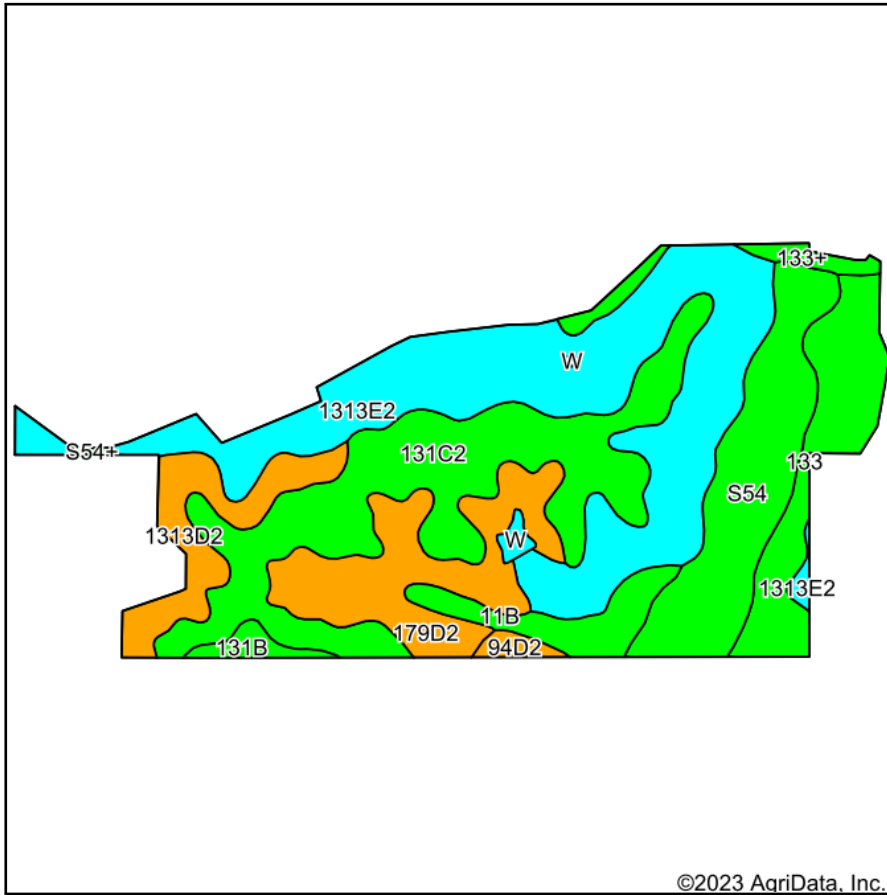 133+
W
1313E2
S54+
131C2
133
S54
1313D2
W
1313E2
11B
179D2
131B
94D2
©2023 AgriData, Inc.